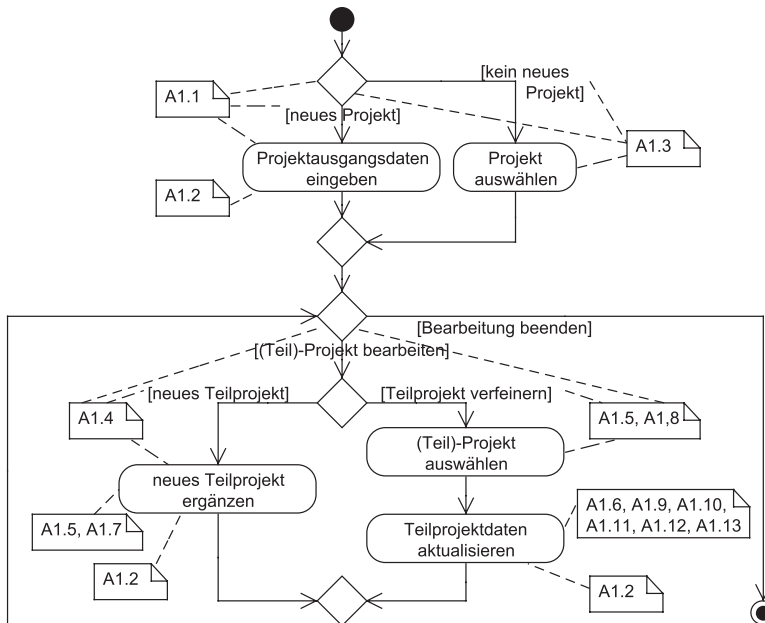 [kein neues
Projekt]
A1.1
[neues Projekt]
A1.3
Projektausgangsdaten
eingeben
Projekt
auswählen
A1.2
[Bearbeitung beenden]
[(Teil)-Projekt bearbeiten]
[neues Teilprojekt]
[Teilprojekt verfeinern]
A1.4
A1.5, A1,8
(Teil)-Projekt
auswählen
neues Teilprojekt
ergänzen
A1.6, A1.9, A1.10,
A1.11, A1.12, A1.13
A1.5, A1.7
Teilprojektdaten
aktualisieren
A1.2
A1.2